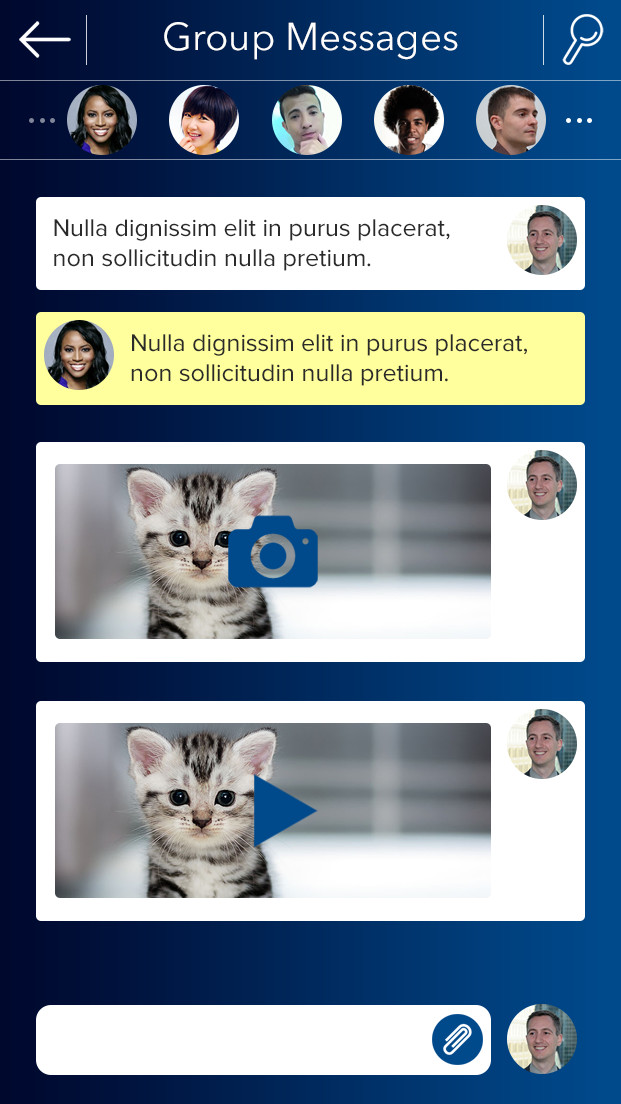 Group Messages
Nulla dignissim elit in purus placerat,
non sollicitudin nulla pretium.
Nulla dignissim elit in purus placerat,
non sollicitudin nulla pretium.